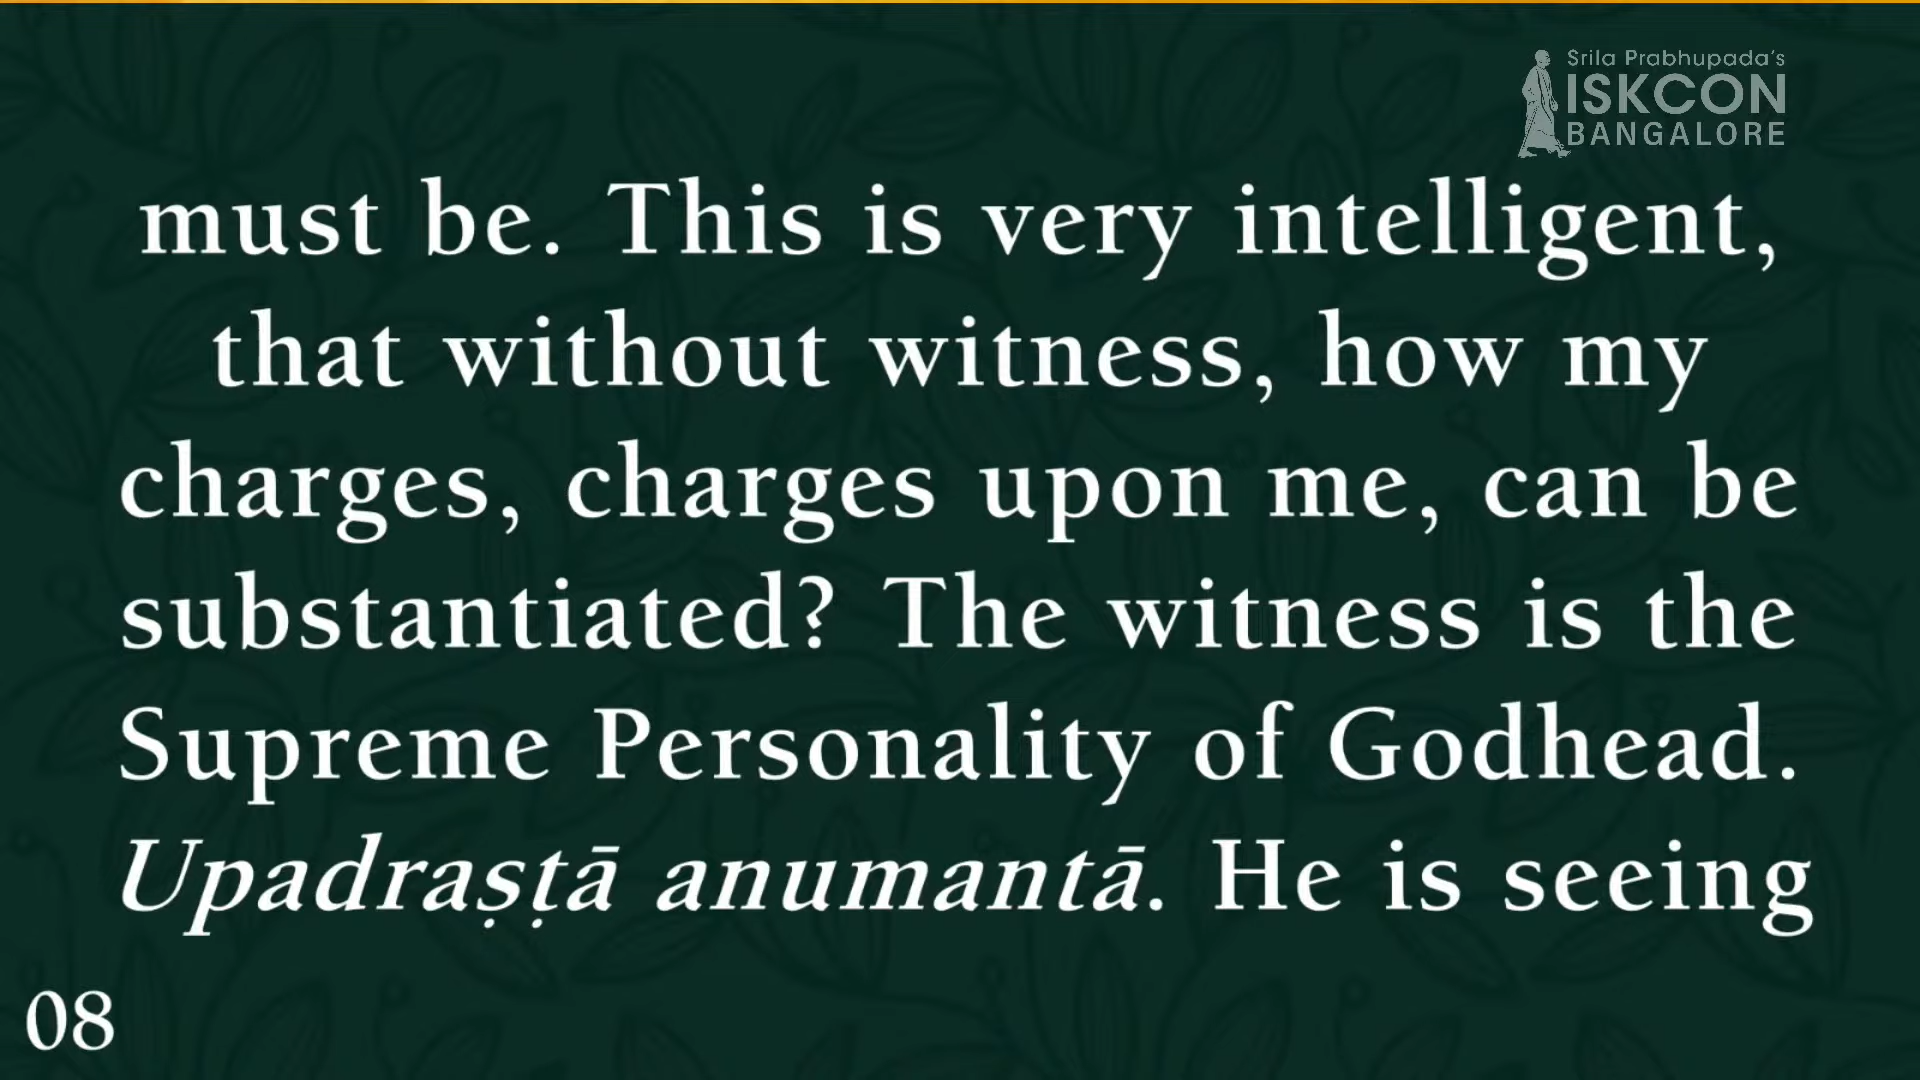 Srila Prabhupada's
ISKCON
BANGALORE
must be. This is very intelligent,
that without witness, how my
charges, charges upon me, can be
substantiated? The witness is the
Supreme Personality of Godhead.
Upadraṣṭā anumantā. He is seeing
08